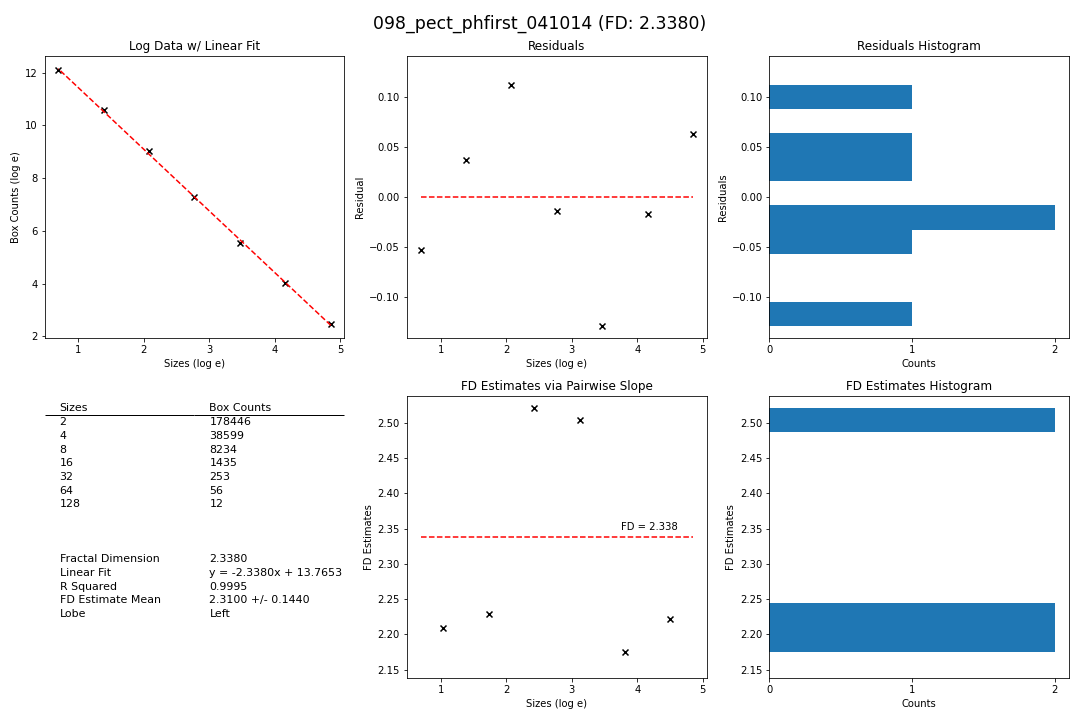 098_pect_phfirst_041014 (FD: 2.3380)
Log Data w/ Linear Fit
12
10
8
6
4
2
Box Counts (log e)
1 2 3 4 5
Sizes (log e)
Residuals
0.10
0.05
0.00
−0.05
−0.10
Residual
1 2 3 4 5
Sizes (log e)
Residuals Histogram
0.10
0.05
0.00
−0.05
−0.10
Residuals
0 1 2
Counts
Sizes Box Counts
2 178446
4 38599
8 8234
16 1435
32 253
64 56
128 12
Fractal Dimension 2.3380
Linear Fit y = -2.3380x + 13.7653
R Squared 0.9995
FD Estimate Mean 2.3100 +/- 0.1440
Lobe Left
FD Estimates via Pairwise Slope
2.50
2.45
2.40
2.35
2.30
2.25
2.20
2.15
FD Estimates
FD = 2.338
1 2 3 4 5
Sizes (log e)
FD Estimates Histogram
2.50
2.45
2.40
2.35
2.30
2.25
2.20
2.15
FD Estimates
0 1 2
Counts